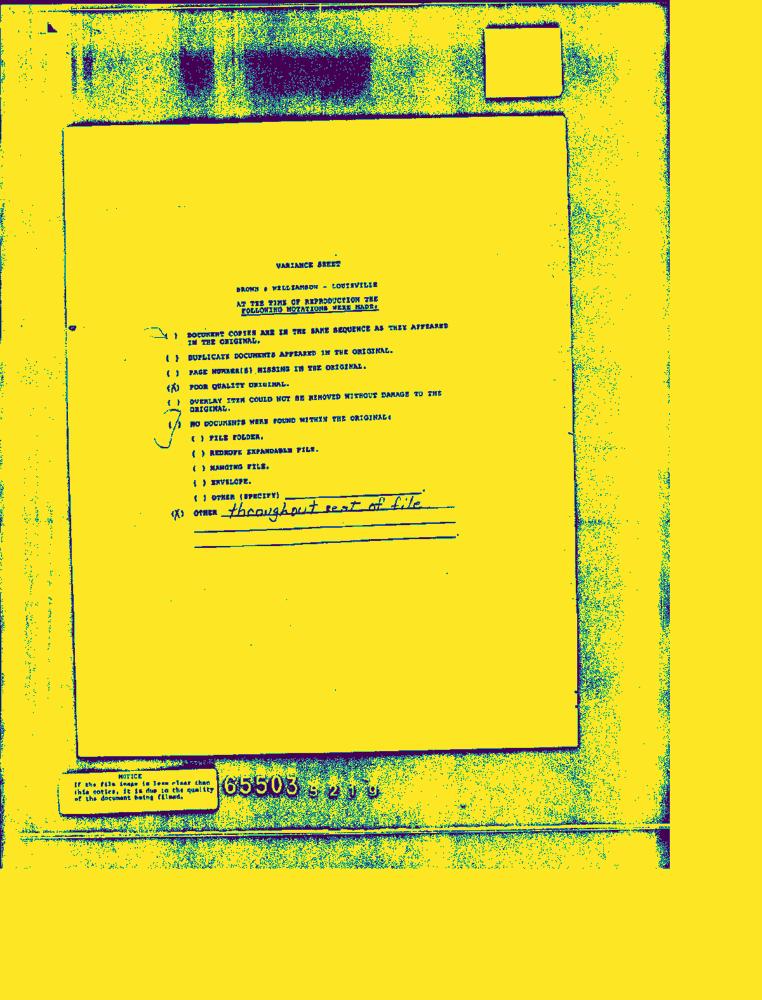 VARIANCE SHEET
BROWN & WILLIAMSON - LOUISVILLE
AT THE TIME OF REPRODUCTION THE
FOLLOWING NOTATIONS WERE MADE:
( ) DOCUMENT COPIES ARE IN THE SAME SEQUENCE AS THEY APPEARED
IN THE ORIGINAL.
( ) DUPLICATE DOCUMENTS APPEARED IN THE ORIGINAL.
( ) PAGE NUMBER(S) MISSING IN THE ORIGINAL.
(X) POOR QUALITY ORIGINAL.
( ) OVERLAY ITEM COULD NOT BE REMOVED WITHOUT DAMAGE TO THE
ORIGINAL.
( ) NO DOCUMENTS WERE FOUND WITHIN THE ORIGINAL:
( ) FILE FOLDER.
( ) REDROPE EXPANDABLE FILE.
( ) HANGING FILE.
( ) ENVELOPE.
( ) OTHER (SPECIFY)
(X) OTHER throughout rest of file
NOTICE
If the film image is less clear than
this notice, it is due to the quality
of the document being filmed.
65503 5219